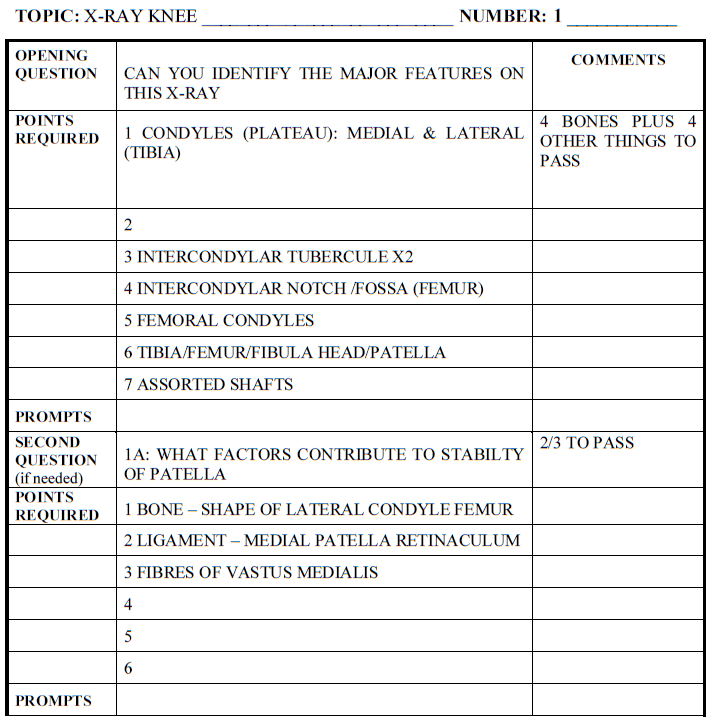 TOPIC: X-RAY KNEE ______________________________ NUMBER: 1 _____________
OPENING QUESTION
CAN YOU IDENTIFY THE MAJOR FEATURES ON
THIS X-RAY
COMMENTS
POINTS REQUIRED
1 CONDYLES (PLATEAU): MEDIAL & LATERAL
(TIBIA)
4 BONES PLUS 4
OTHER THINGS TO
PASS
2
3 INTERCONDYLAR TUBERCULE X2
4 INTERCONDYLAR NOTCH /FOSSA (FEMUR)
5 FEMORAL CONDYLES
6 TIBIA/FEMUR/FIBULA HEAD/PATELLA
7 ASSORTED SHAFTS
PROMPTS
SECOND
QUESTION
(if needed)
1A: WHAT FACTORS CONTRIBUTE TO STABILTY
OF PATELLA
2/3 TO PASS
POINTS
REQUIRED
1 BONE – SHAPE OF LATERAL CONDYLE FEMUR
2 LIGAMENT – MEDIAL PATELLA RETINACULUM
3 FIBRES OF VASTUS MEDIALIS
4
5
6
PROMPTS